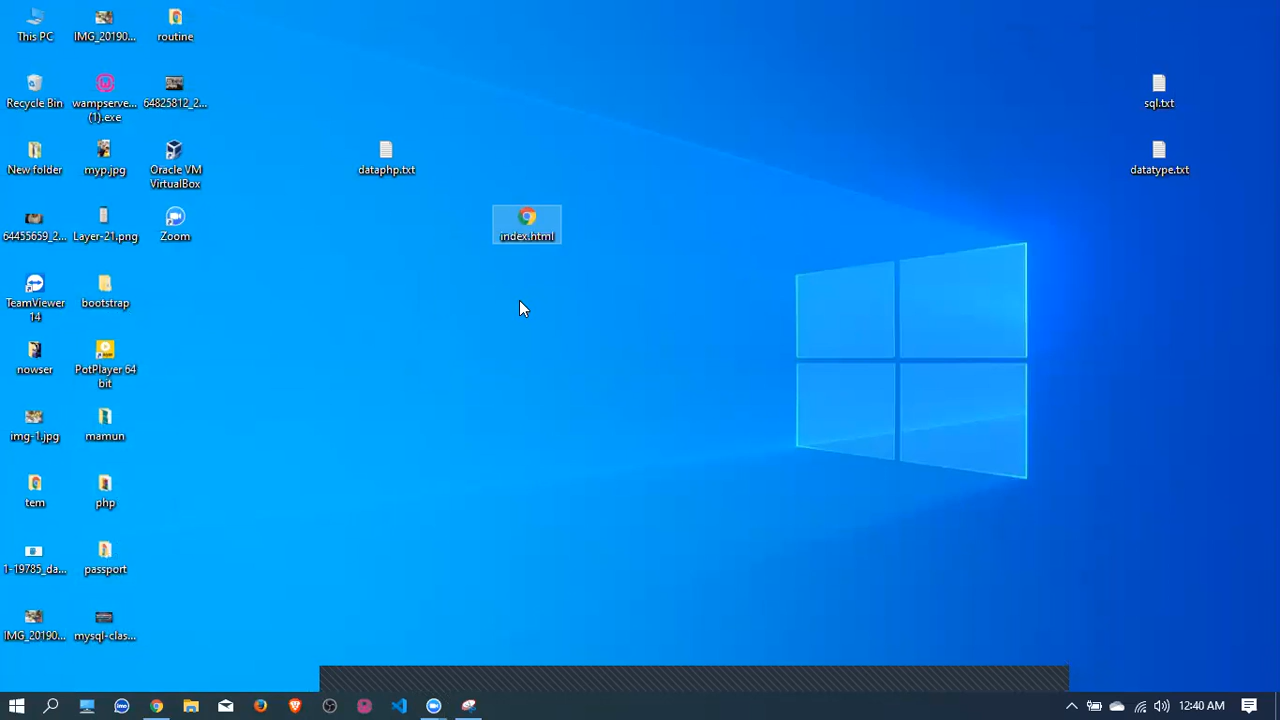 This PC
IMG_20190...
routine
Recycle Bin
wampserve...
(1).exe
64825812_2...
sql.txt
New folder
myp.jpg
Oracle VM
VirtualBox
dataphp.txt
datatype.txt
64455659_2...
Layer-21.png
Zoom
index.html
TeamViewer
14
bootstrap
nowser
PotPlayer 64
bit
img-1.jpg
mamun
tem
php
1-19785_da...
passport
IMG_20190...
mysql-clas...
imo
12:40 AM